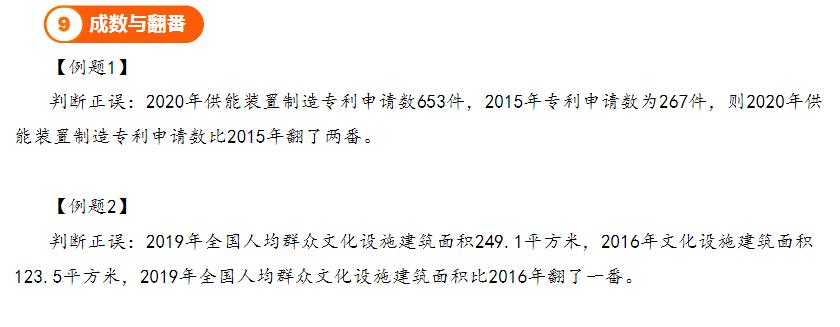 9 成数与翻番
【例题1】
判断正误：2020年供能装置制造专利申请数653件，2015年专利申请数为267件，则2020年供
能装置制造专利申请数比2015年翻了两番。
【例题2】
判断正误：2019年全国人均群众文化设施建筑面积249.1平方米，2016年文化设施建筑面积
123.5平方米，2019年全国人均群众文化设施建筑面积比2016年翻了一番。